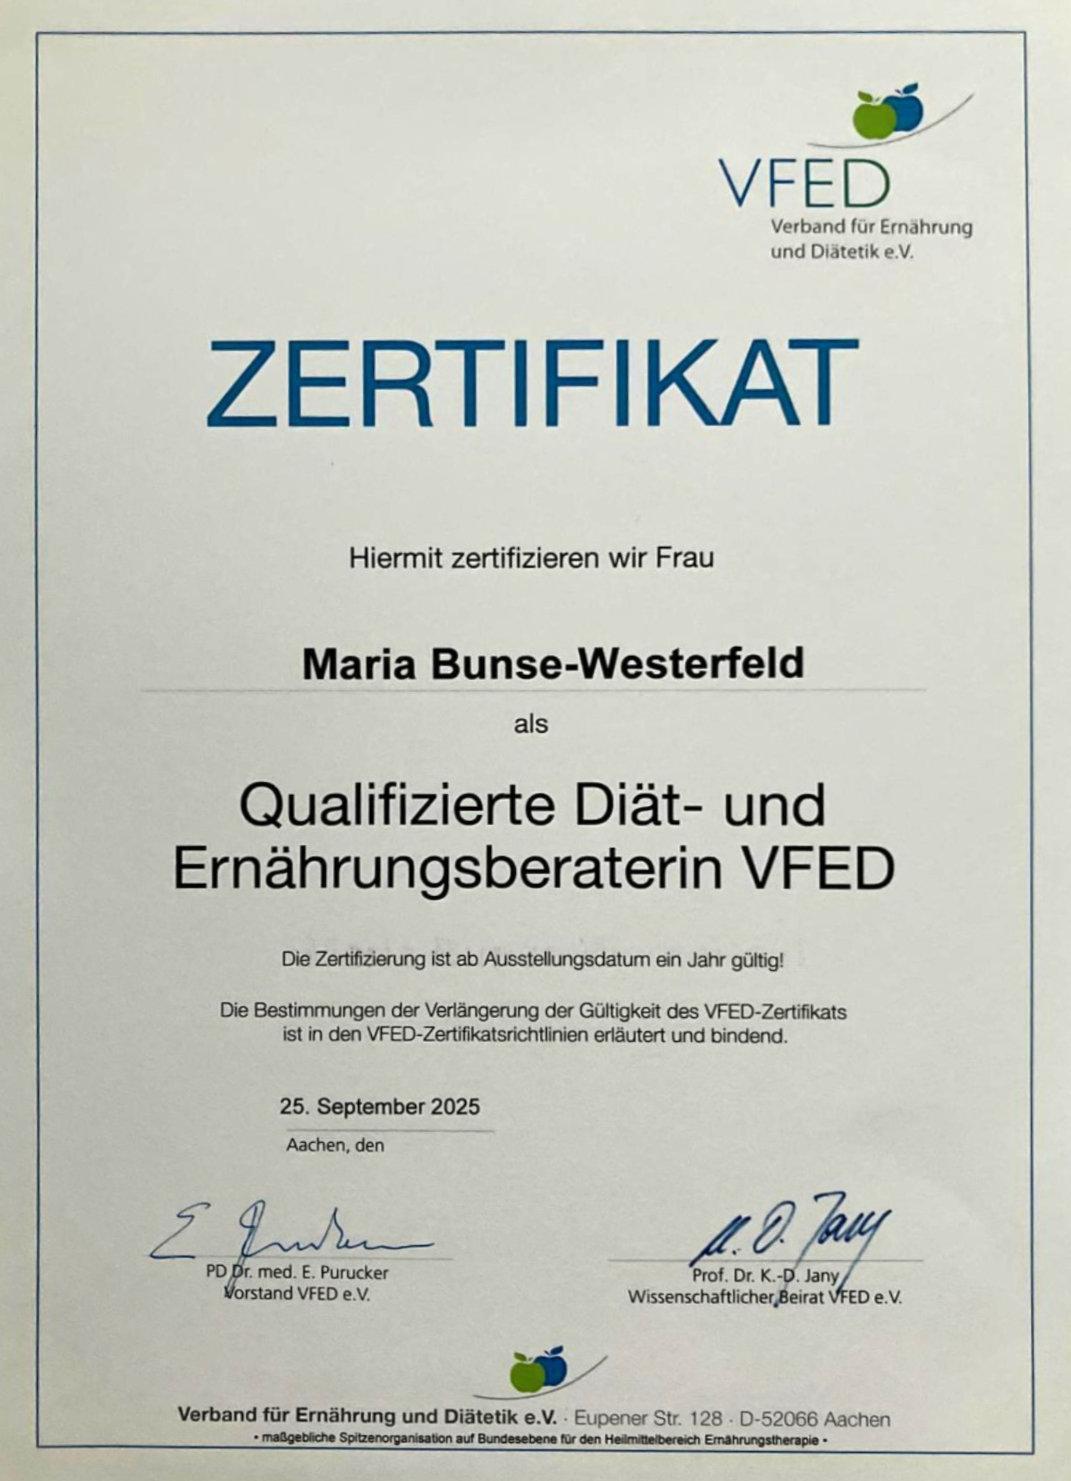 VFED
Verband für Ernährung
und Diätetik e.V.
ZERTIFIKAT
Hiermit zertifizieren wir Frau
Maria Bunse-Westerfeld
als
Qualifizierte Diät- und
Ernährungsberaterin VFED
Die Zertifizierung ist ab Ausstellungsdatum ein Jahr gültig!
Die Bestimmungen der Verlängerung der Gültigkeit des VFED-Zertifikats
ist in den VFED-Zertifikatsrichtlinien erläutert und bindend.
25. September 2025
Aachen, den
PD Dr. med. E. Purucker
Vorstand VFED e.V.
Prof. Dr. K.-D. Jany
Wissenschaftlicher Beirat VFED e.V.
Verband für Ernährung und Diätetik e.V. · Eupener Str. 128 · D-52066 Aachen
• maßgebliche Spitzenorganisation auf Bundesebene für den Heilmittelbereich Ernährungstherapie •